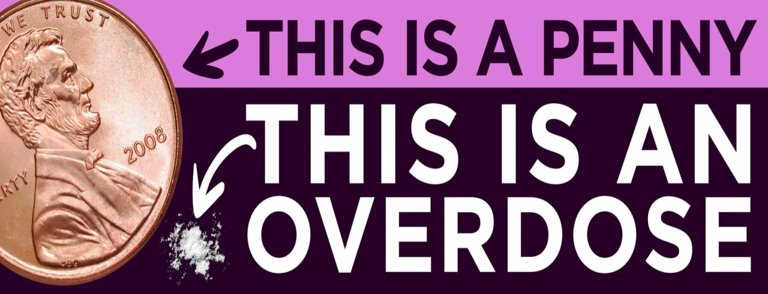 WE TRUST
THIS IS A PENNY
2008
THIS IS AN
OVERDOSE